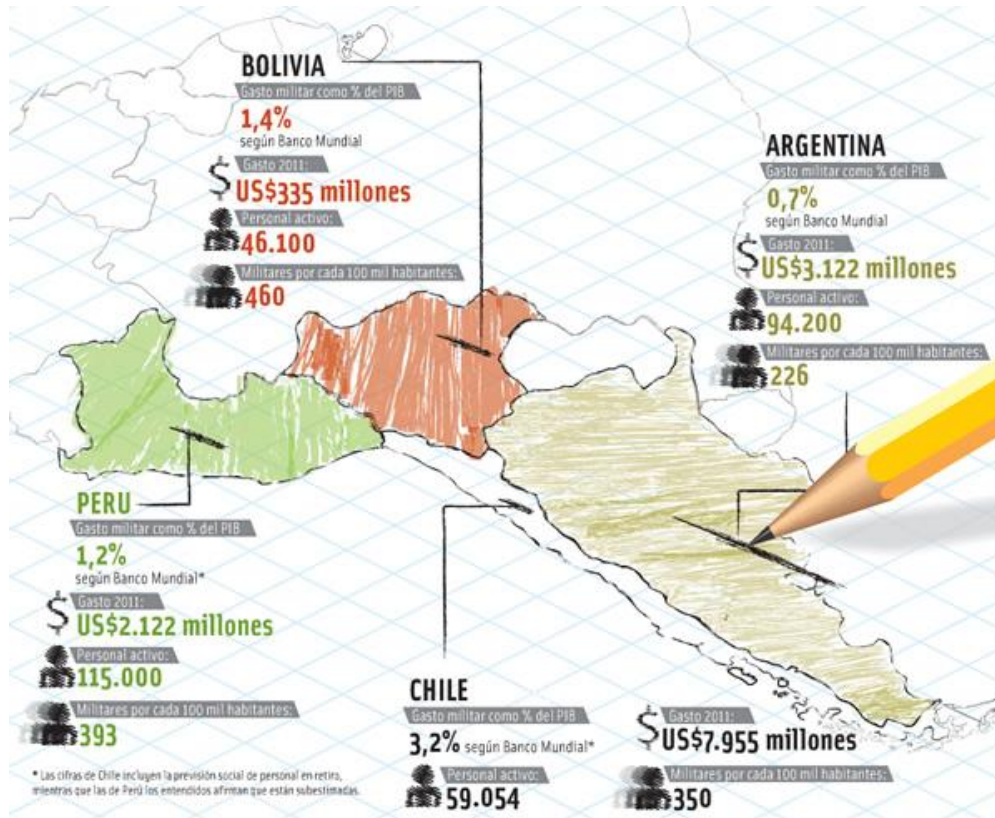 BOLIVIA
Gasto militar como % del PIB
1,4%
según Banco Mundial
Gasto 2011:
$ US$335 millones
Personal activo:
46.100
Militares por cada 100 mil habitantes:
460
ARGENTINA
Gasto militar como % del PIB
0,7%
según Banco Mundial
Gasto 2011:
$ US$3.122 millones
Personal activo:
94.200
Militares por cada 100 mil habitantes:
226
PERU
Gasto militar como % del PIB
1,2%
según Banco Mundial*
Gasto 2011:
$ US$2.122 millones
Personal activo:
115.000
Militares por cada 100 mil habitantes:
393
CHILE
Gasto militar como % del PIB
3,2% según Banco Mundial*
Personal activo:
59.054
Gasto 2011:
$ US$7.955 millones
Militares por cada 100 mil habitantes:
350
* Las cifras de Chile incluyen la previsión social de personal en retiro,
mientras que las de Perú los entendidos afirman que están subestimadas.